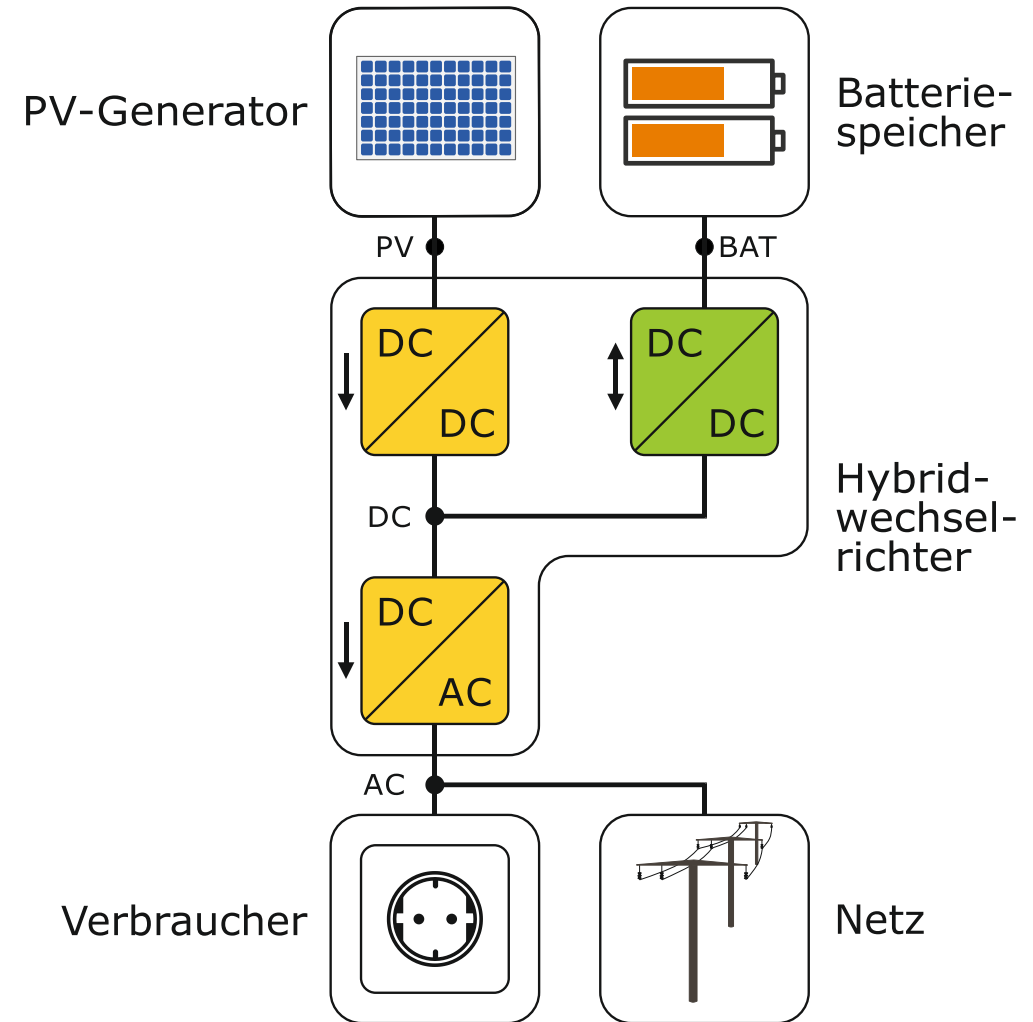 PV-Generator
Batterie-
speicher
PV
BAT
DC
DC
DC
DC
Hybrid-
wechsel-
richter
DC
DC
AC
AC
Verbraucher
Netz